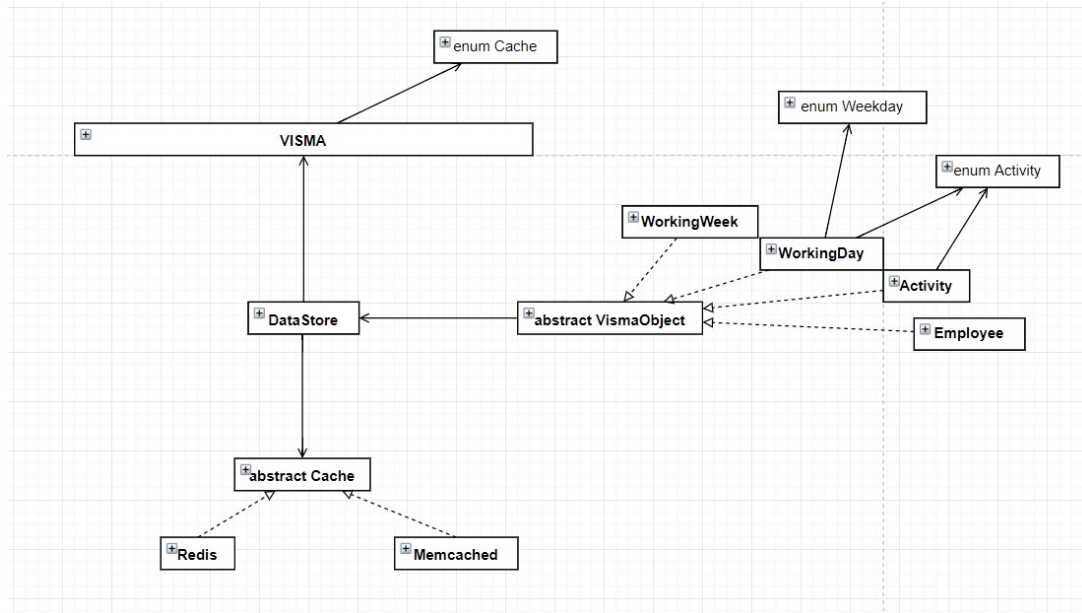 enum Cache
enum Weekday
VISMA
enum Activity
WorkingWeek
WorkingDay
Activity
DataStore
abstract VismaObject
Employee
abstract Cache
Redis
Memcached